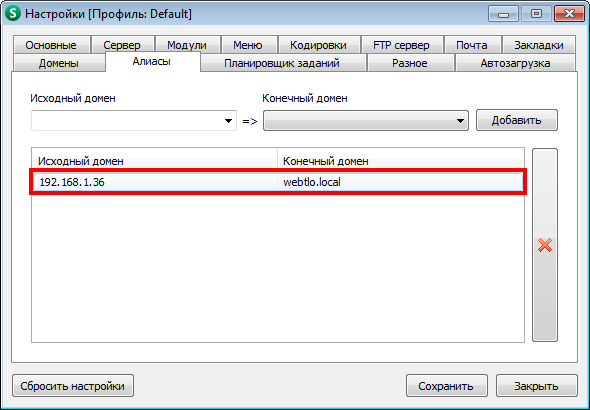 S Настройки [Профиль: Default]
Основные Сервер Модули Меню Кодировки FTP сервер Почта Закладки
Домены Алиасы Планировщик заданий Разное Автозагрузка
Исходный домен Конечный домен
=> Добавить
Исходный домен Конечный домен
192.168.1.36 webtlo.local
Сбросить настройки Сохранить Закрыть